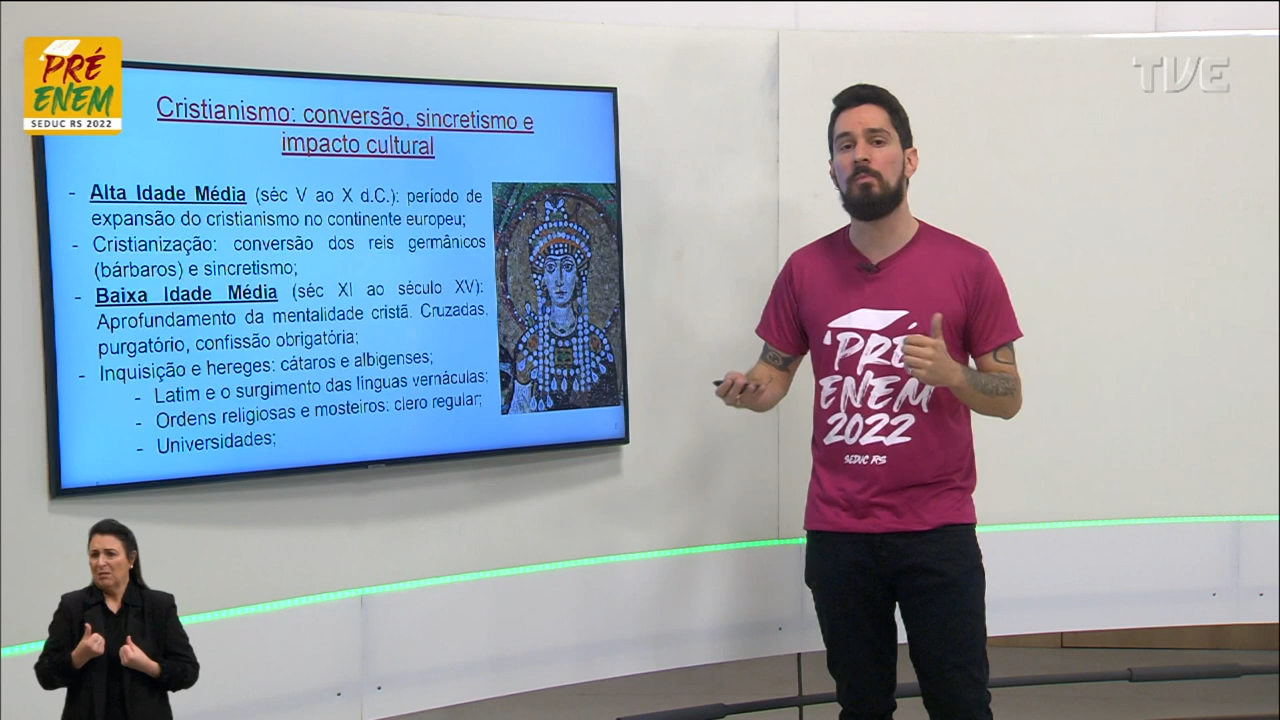 PRÉ
ENEM
SEDUC RS 2022
TVE
Cristianismo: conversão, sincretismo e
impacto cultural
- Alta Idade Média (séc V ao X d.C.): período de
expansão do cristianismo no continente europeu;
- Cristianização: conversão dos reis germânicos
(bárbaros) e sincretismo;
- Baixa Idade Média (séc XI ao século XV):
Aprofundamento da mentalidade cristã. Cruzadas,
purgatório, confissão obrigatória;
- Inquisição e hereges: cátaros e albigenses;
- Latim e o surgimento das línguas vernáculas;
- Ordens religiosas e mosteiros: clero regular;
- Universidades;
PRÉ
ENEM
2022
SEDUC RS